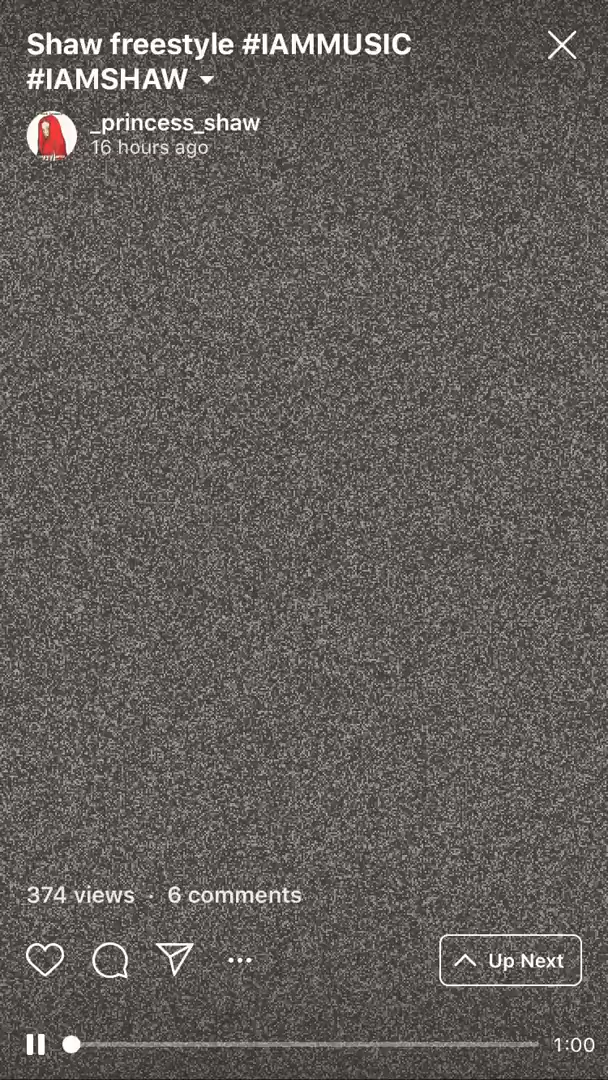 Shaw freestyle #IAMMUSIC
#IAMSHAW
_princess_shaw
16 hours ago
374 views · 6 comments
Up Next
1:00